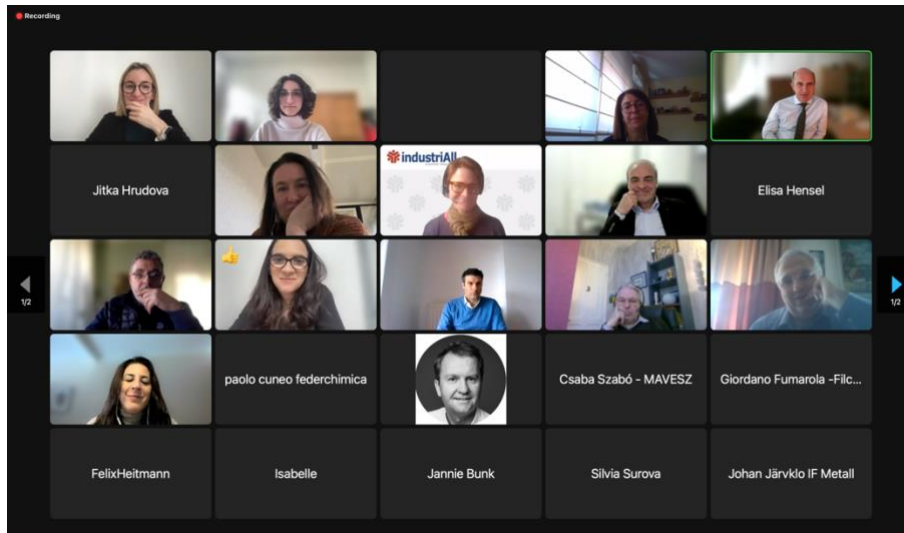 Recording
industriAll
Jitka Hrudova
Elisa Hensel
1/2
1/2
paolo cuneo federchimica
Csaba Szabó - MAVESZ
Giordano Fumarola -Filc...
FelixHeitmann
Isabelle
Jannie Bunk
Silvia Surova
Johan Järvklo IF Metall